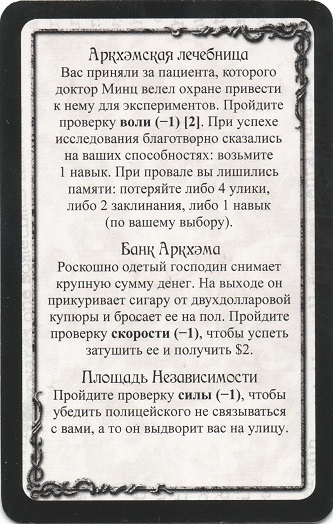 Аркхэмская лечебница
Вас приняли за пациента, которого
доктор Минц велел охране привести
к нему для экспериментов. Пройдите
проверку воли (−1) [2]. При успехе
исследования благотворно сказались
на ваших способностях: возьмите
1 навык. При провале вы лишились
памяти: потеряйте либо 4 улики,
либо 2 заклинания, либо 1 навык
(по вашему выбору).
Банк Аркхэма
Роскошно одетый господин снимает
крупную сумму денег. На выходе он
прикуривает сигару от двухдолларовой
купюры и бросает ее на пол. Пройдите
проверку скорости (−1), чтобы успеть
затушить ее и получить $2.
Площадь Независимости
Пройдите проверку силы (−1), чтобы
убедить полицейского не связываться
с вами, а то он выдворит вас на улицу.